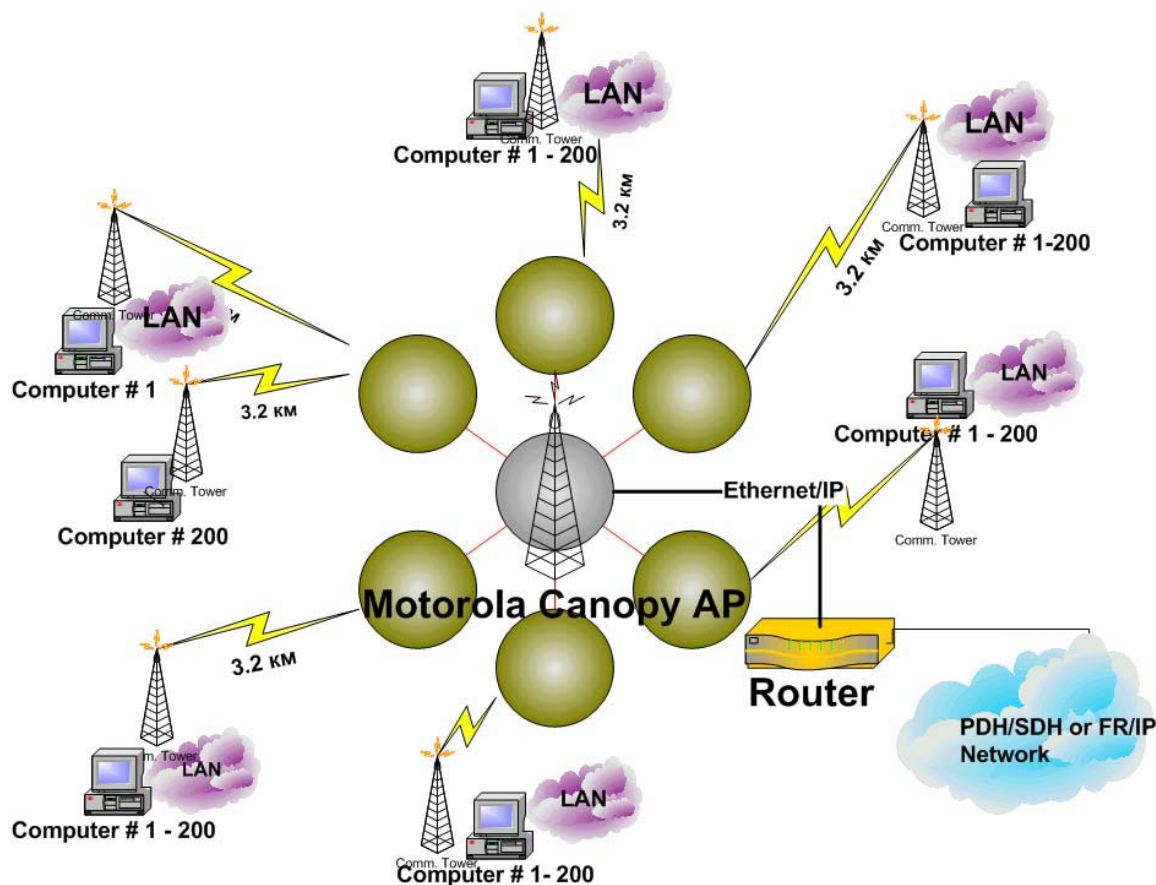 LAN
Comm. Tower
Computer # 1 - 200
3.2 км
LAN
Comm. Tower
Computer # 1-200
3.2 км
LAN
Comm. Tower
Computer # 1
3.2 км
Comm. Tower
Computer # 200
LAN
Computer # 1 - 200
Comm. Tower
Ethernet/IP
Motorola Canopy AP
Router
PDH/SDH or FR/IP
Network
3.2 км
m. Tower
LAN
Computer # 1 - 200
LAN
Comm. Tower
Computer # 1- 200